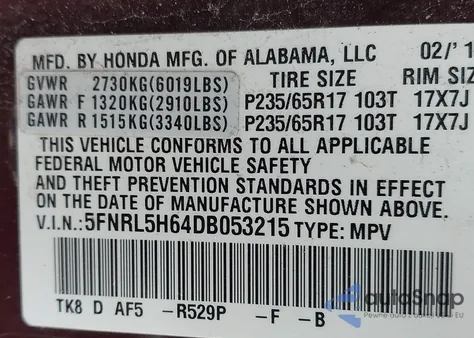 MFD. BY HONDA MFG. OF ALABAMA, LLC 02/'1
GVWR 2730KG(6019LBS) TIRE SIZE RIM SIZ
GAWR F 1320KG(2910LBS) P235/65R17 103T 17X7J
GAWR R 1515KG(3340LBS) P235/65R17 103T 17X7J
THIS VEHICLE CONFORMS TO ALL APPLICABLE
FEDERAL MOTOR VEHICLE SAFETY
AND THEFT PREVENTION STANDARDS IN EFFECT
ON THE DATE OF MANUFACTURE SHOWN ABOVE.
V.I.N.:5FNRL5H64DB053215 TYPE: MPV
TK8 D AF5 -R529P -F -B
autoSnap